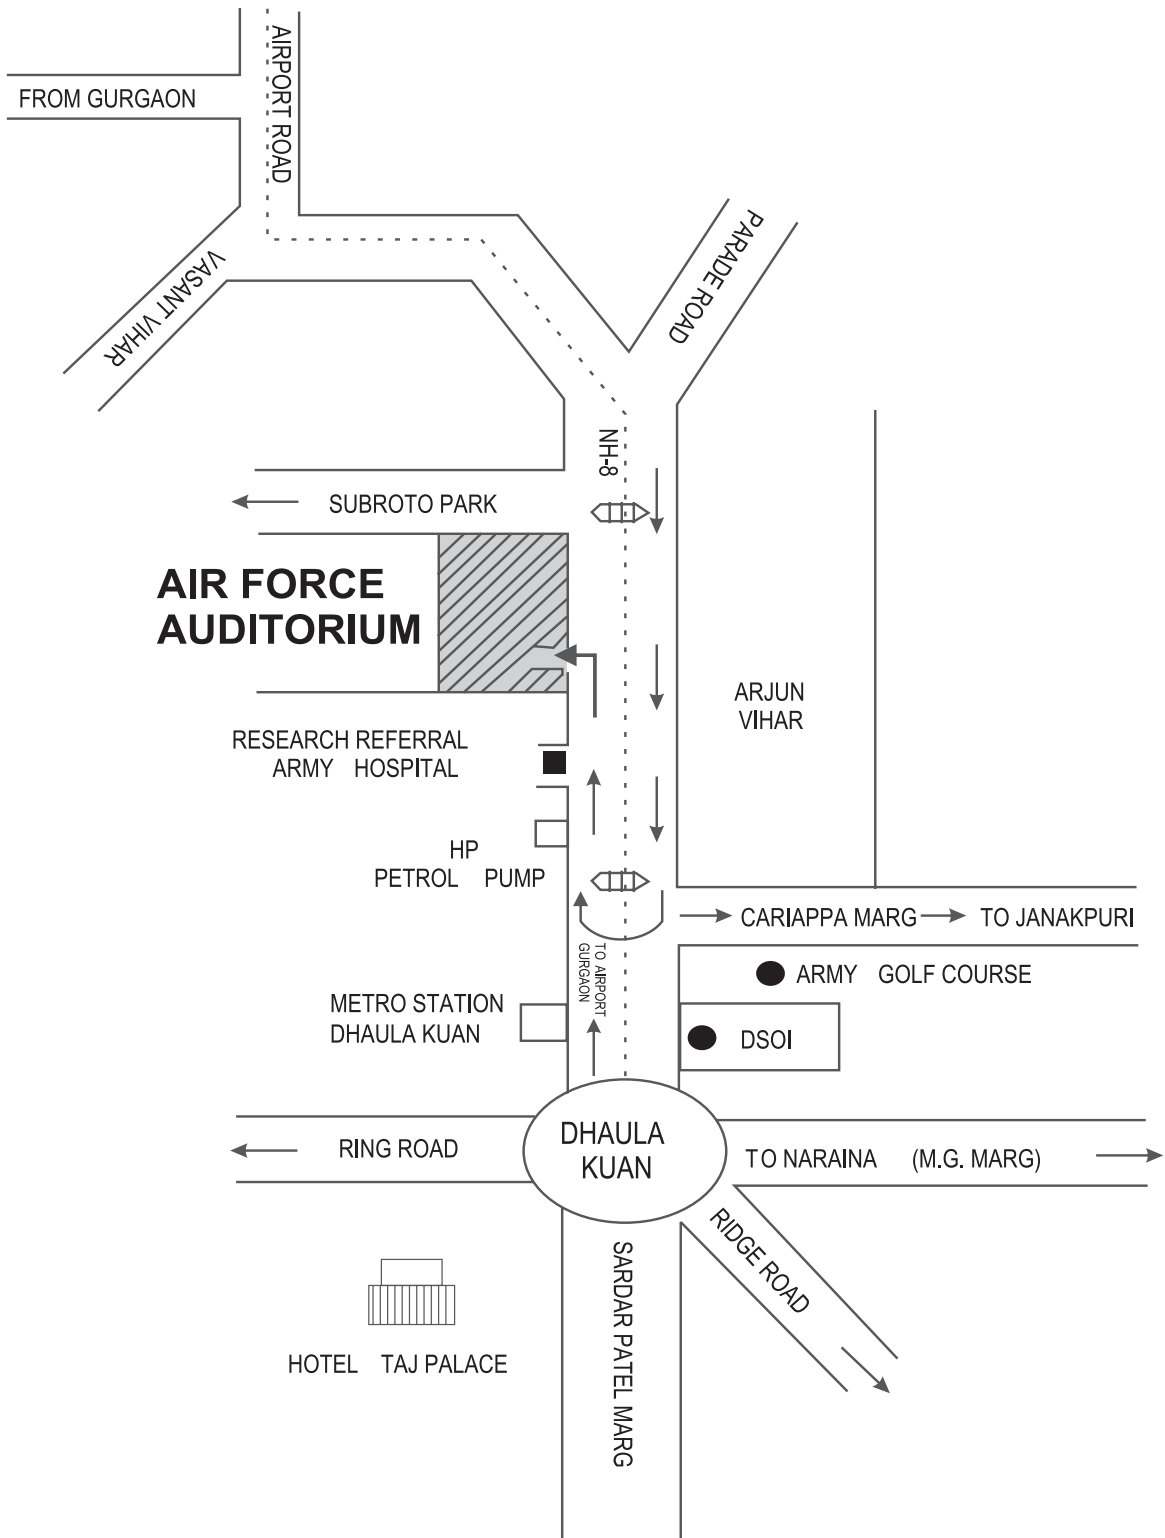 AIRPORT ROAD
FROM GURGAON
PARADE ROAD
VASANT VIHAR
NH-8
SUBROTO PARK
AIR FORCE
AUDITORIUM
ARJUN
VIHAR
RESEARCH REFERRAL
ARMY HOSPITAL
HP
PETROL PUMP
CARIAPPA MARG
TO JANAKPURI
TO AIRPORT
GURGAON
ARMY GOLF COURSE
METRO STATION
DHAULA KUAN
DSOI
DHAULA
KUAN
RING ROAD
TO NARAINA (M.G. MARG)
RIDGE ROAD
SARDAR PATEL MARG
HOTEL TAJ PALACE